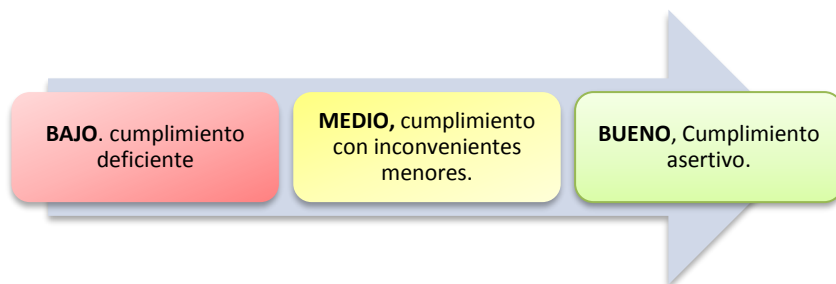 BAJO. cumplimiento
deficiente
MEDIO, cumplimiento
con inconvenientes
menores.
BUENO, Cumplimiento
asertivo.